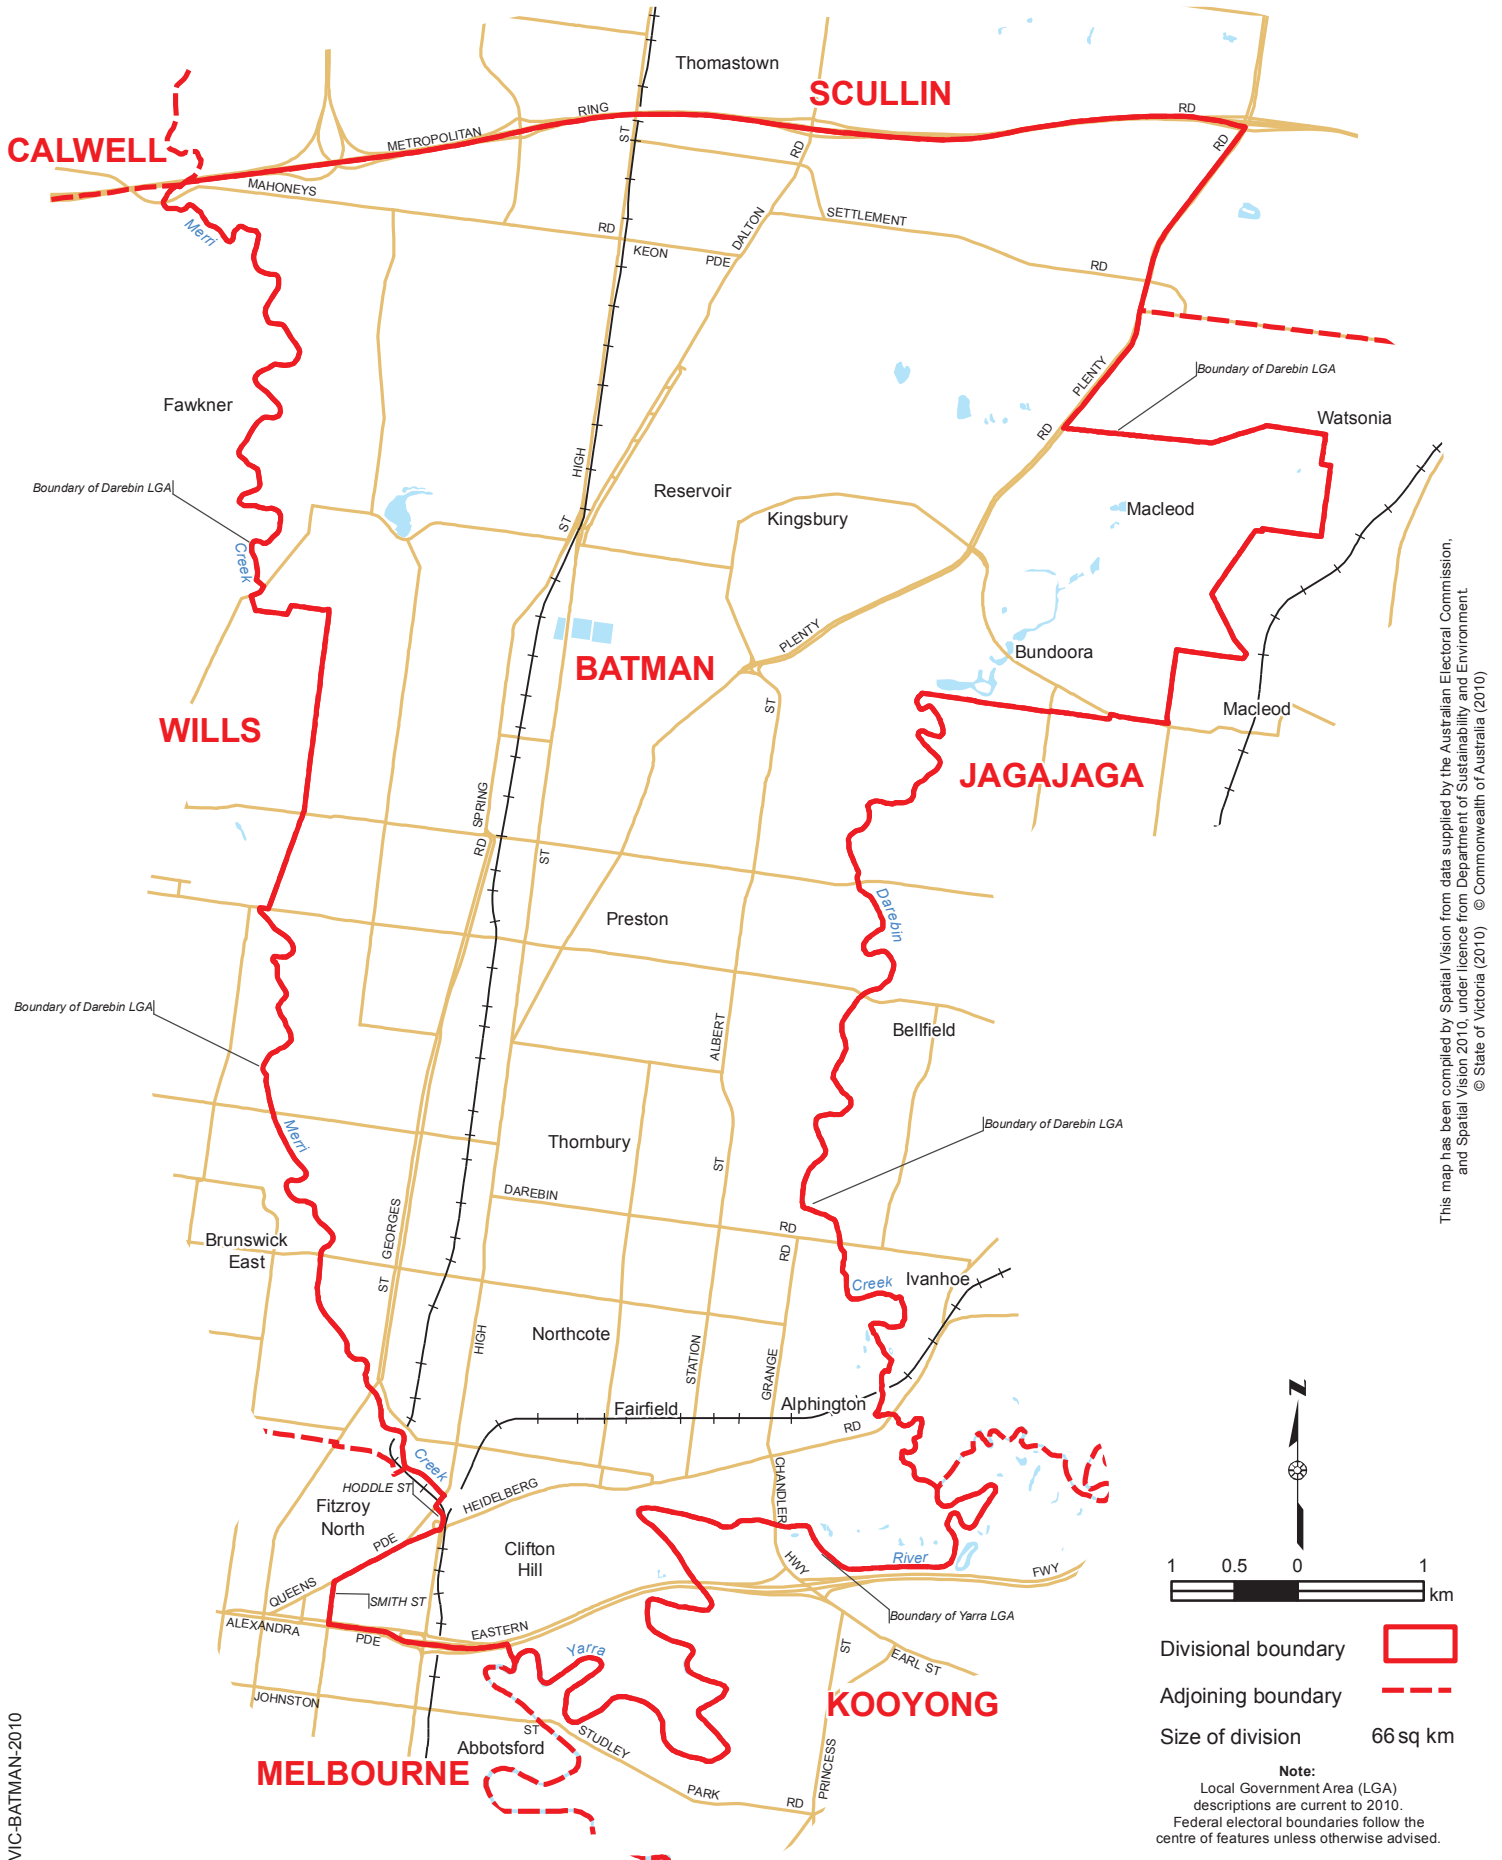 Thomastown
SCULLIN
RING
RD
METROPOLITAN
ST
RD
RD
CALWELL
MAHONEYS
Merri
RD
KEON
PDE
DALTON
SETTLEMENT
RD
PLENTY
Boundary of Darebin LGA
Fawkner
Watsonia
RD
HIGH
Boundary of Darebin LGA
Reservoir
Kingsbury
Macleod
ST
Creek
PLENTY
BATMAN
Bundoora
ST
Macleod
WILLS
JAGAJAGA
SPRING
RD
ST
Darebin
Preston
Boundary of Darebin LGA
Bellfield
ALBERT
Merri
Thornbury
Boundary of Darebin LGA
ST
DAREBIN
RD
GEORGES
RD
Brunswick
East
ST
Creek
Ivanhoe
Northcote
HIGH
STATION
GRANGE
Alphington
Fairfield
RD
Creek
HODDLE ST
HEIDELBERG
CHANDLER
Fitzroy
North
PDE
Clifton
Hill
River
HWY
FWY
QUEENS
SMITH ST
Boundary of Yarra LGA
ALEXANDRA
PDE
EASTERN
Yarra
ST
EARL ST
KOOYONG
JOHNSTON
ST
STUDLEY
Abbotsford
MELBOURNE
PARK
RD
PRINCESS
This map has been compiled by Spatial Vision from data supplied by the Australian Electoral Commission,
and Spatial Vision 2010, under licence from Department of Sustainability and Environment.
© State of Victoria (2010) © Commonwealth of Australia (2010)
N
1 0.5 0 1
km
Divisional boundary
Adjoining boundary
Size of division 66 sq km
Note:
Local Government Area (LGA)
descriptions are current to 2010.
Federal electoral boundaries follow the
centre of features unless otherwise advised.
VIC-BATMAN-2010